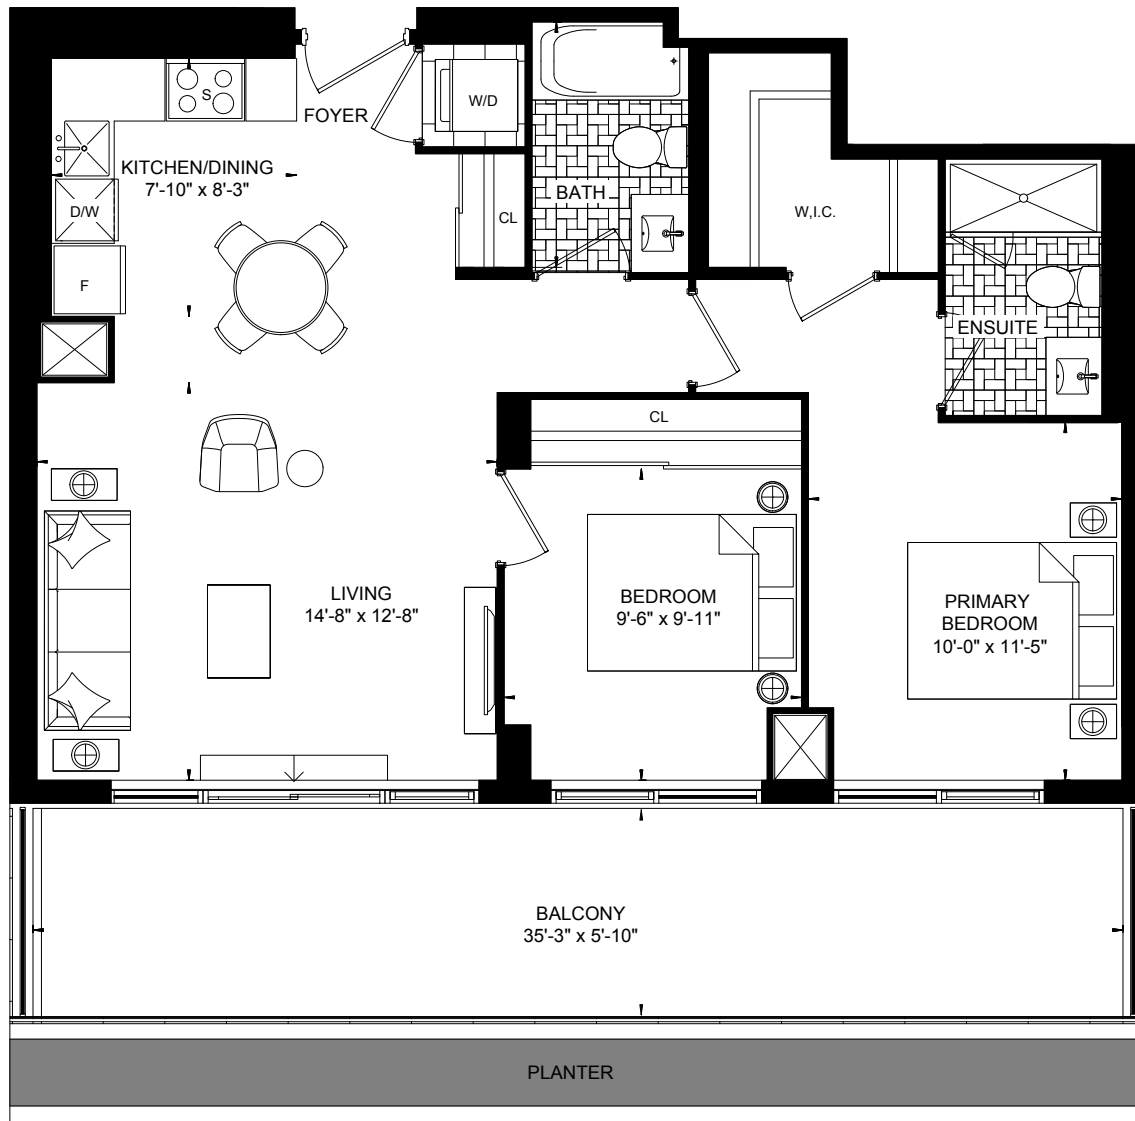 S
FOYER
W/D
KITCHEN/DINING
7'-10" x 8'-3"
D/W
F
CL
BATH
W,I.C.
ENSUITE
CL
LIVING
14'-8" x 12'-8"
BEDROOM
9'-6" x 9'-11"
PRIMARY
BEDROOM
10'-0" x 11'-5"
BALCONY
35'-3" x 5'-10"
PLANTER